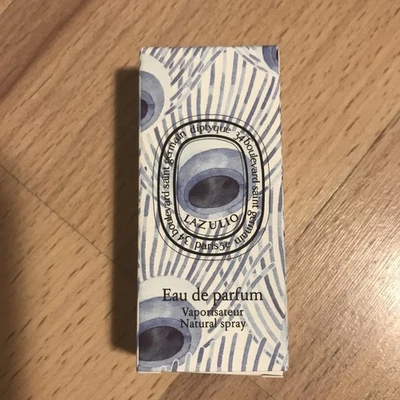 diptyque 34 boulevard saint germain
34 boulevard saint germain paris 5e
LAZULIO
Eau de parfum
Vaporisateur
Natural spray